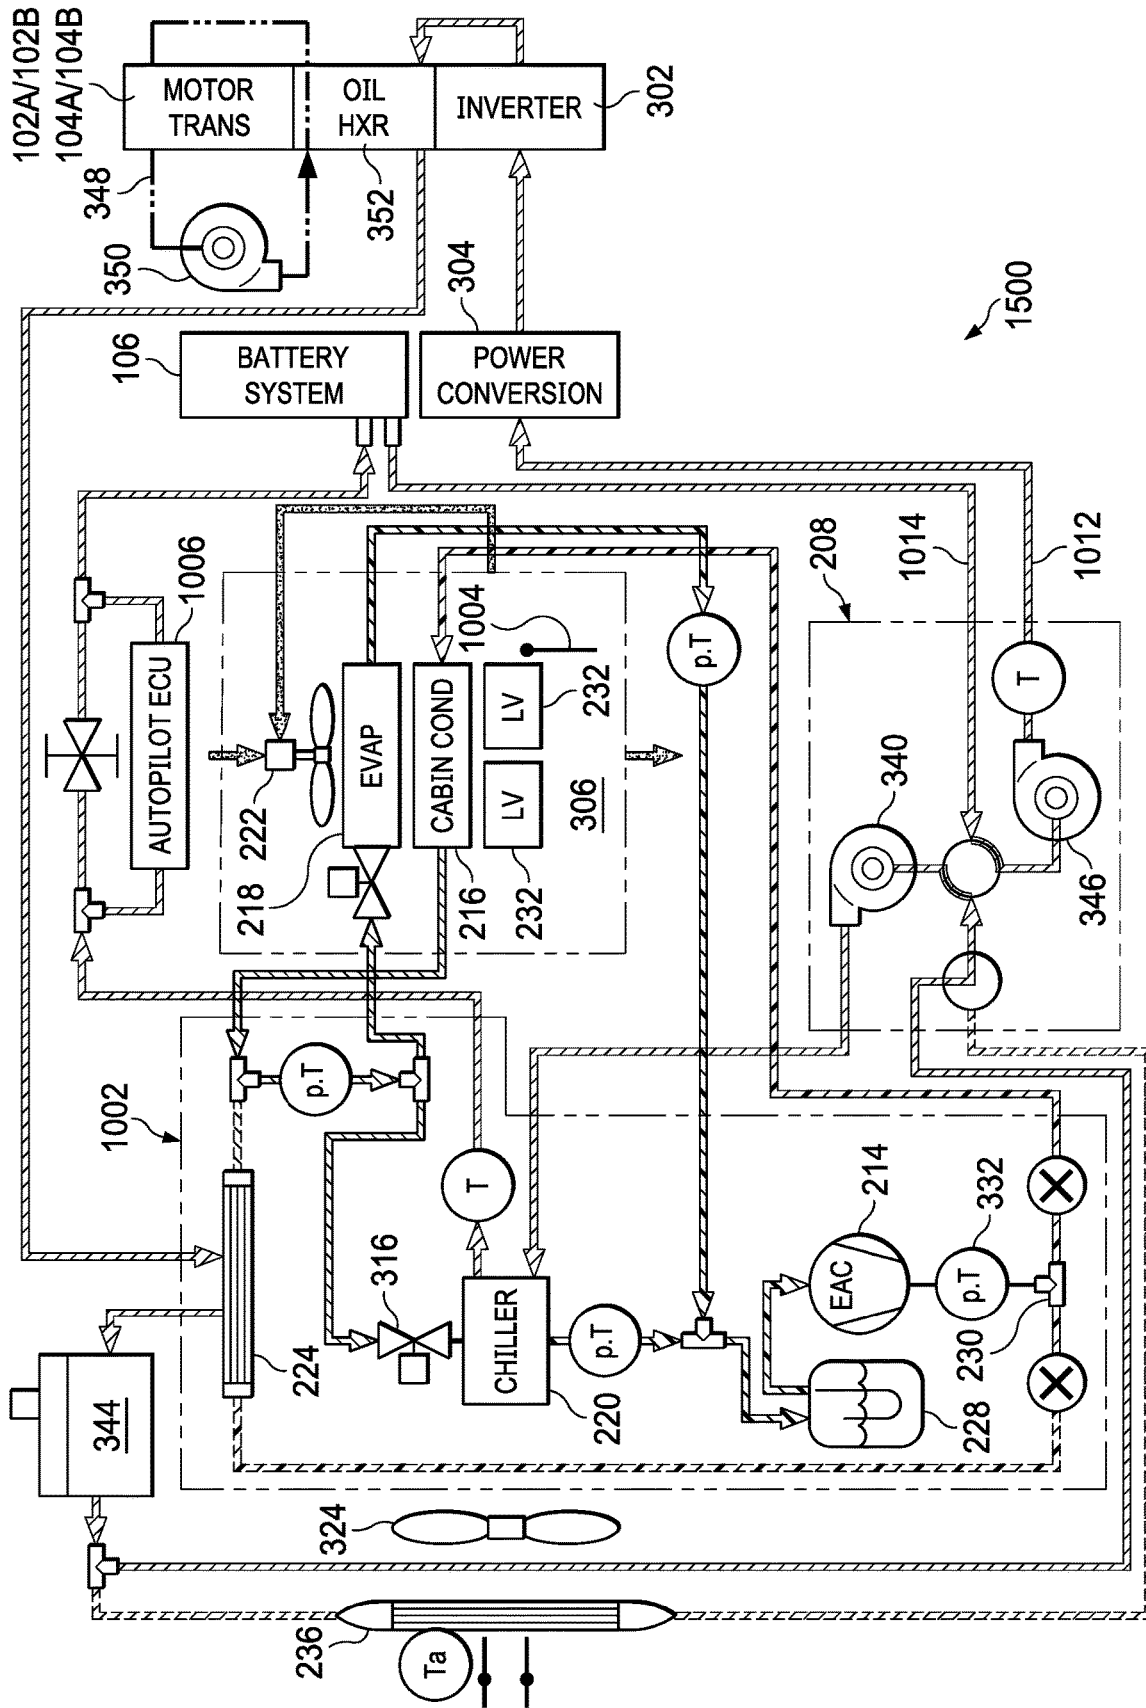 102A/102B
104A/104B
MOTOR
TRANS
OIL
HXR
INVERTER
302
348
350
352
304
POWER
CONVERSION
106
BATTERY
SYSTEM
1500
1006
AUTOPILOT ECU
208
1014
1012
T
340
346
222
218
EVAP
CABIN COND
216
LV
232
LV
232
1004
306
p.T
1002
p.T
T
316
CHILLER
220
p.T
224
344
214
EAC
332
p.T
230
228
324
236
Ta